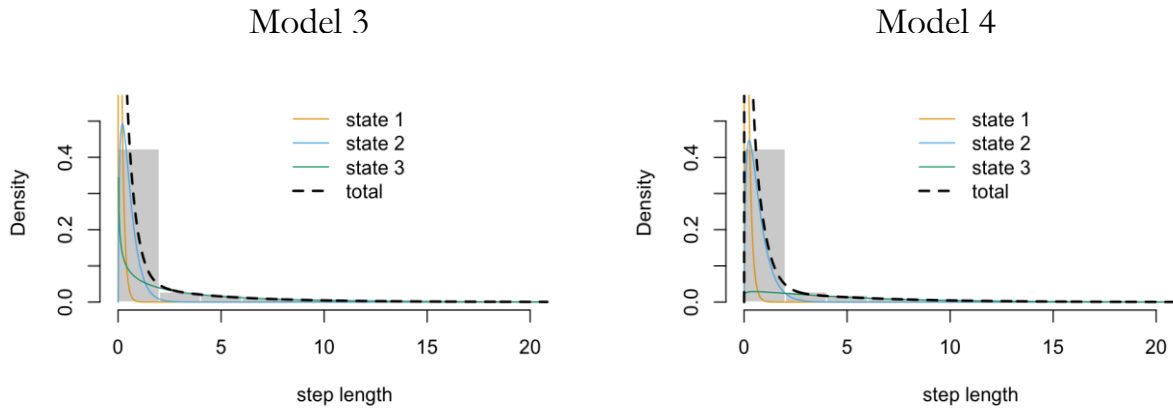 Model 3
Model 4
state 1
state 2
state 3
total
Density
0.0
0.2
0.4
0
5
10
15
20
step length
state 1
state 2
state 3
total
Density
0.0
0.2
0.4
0
5
10
15
20
step length